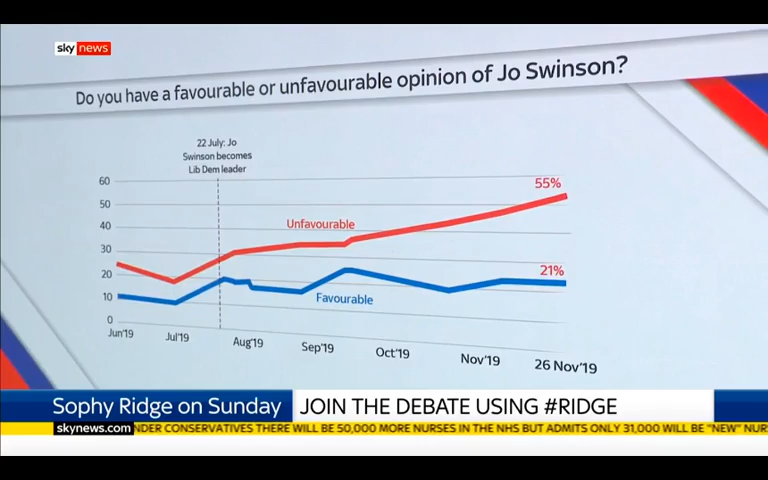 sky news
Do you have a favourable or unfavourable opinion of Jo Swinson?
22 July: Jo
Swinson becomes
Lib Dem leader
60
50
40
30
20
10
0
Unfavourable
55%
Favourable
21%
Jun'19
Jul'19
Aug'19
Sep'19
Oct'19
Nov'19
26 Nov'19
Sophy Ridge on Sunday
JOIN THE DEBATE USING #RIDGE
skynews.com
NDER CONSERVATIVES THERE WILL BE 50,000 MORE NURSES IN THE NHS BUT ADMITS ONLY 31,000 WILL BE "NEW" NUR